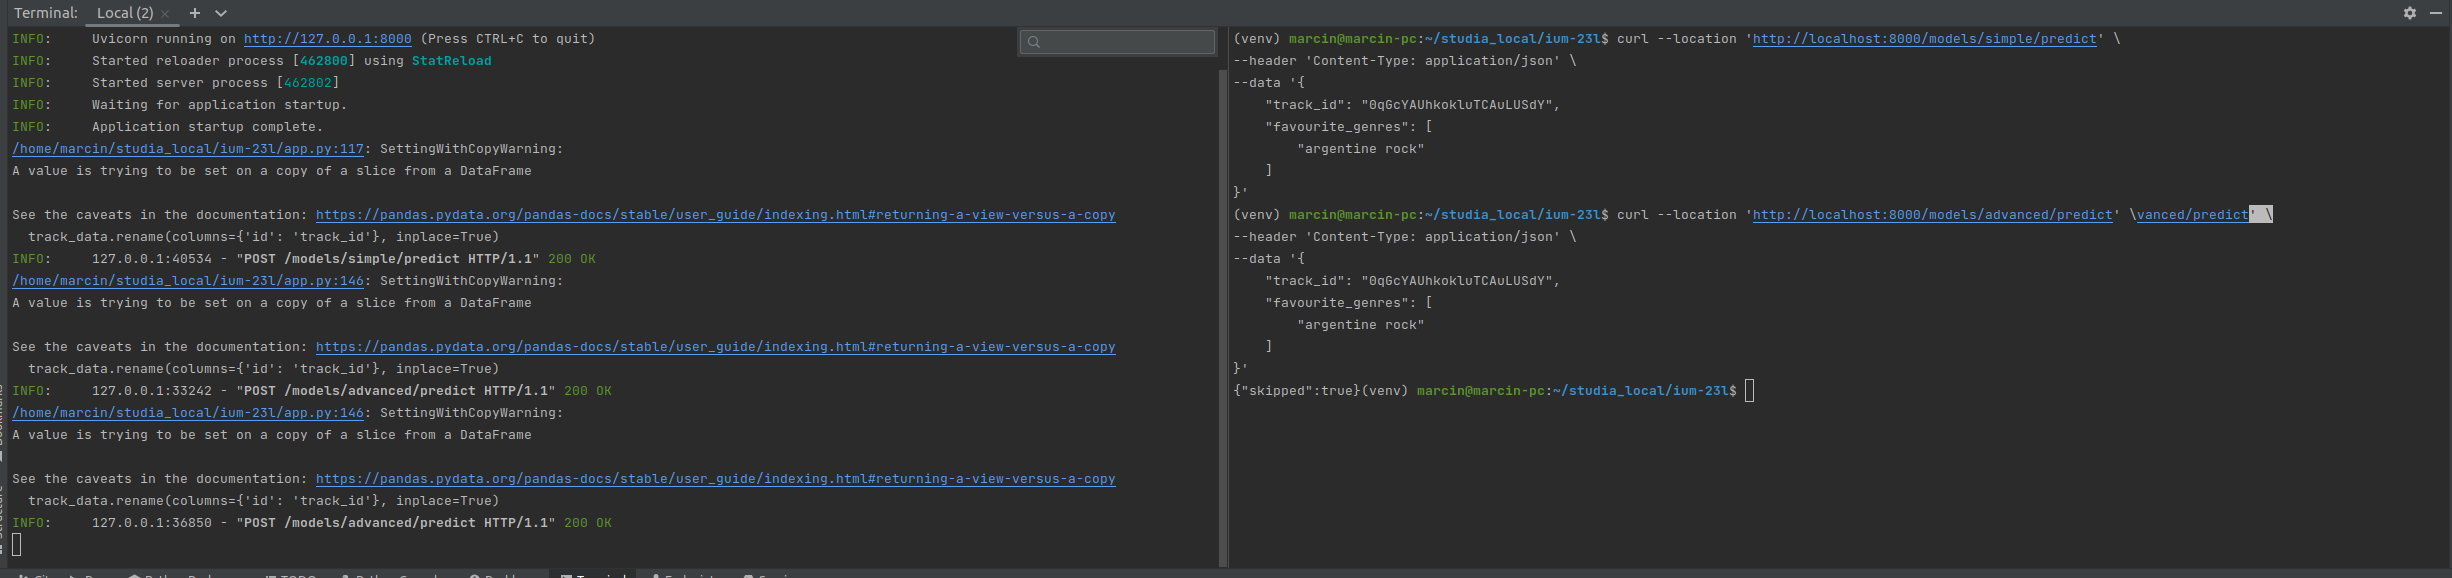 Terminal: Local (2) × +
INFO: Uvicorn running on http://127.0.0.1:8000 (Press CTRL+C to quit)
INFO: Started reloader process [462800] using StatReload
INFO: Started server process [462802]
INFO: Waiting for application startup.
INFO: Application startup complete.
/home/marcin/studia_local/ium-23l/app.py:117: SettingWithCopyWarning:
A value is trying to be set on a copy of a slice from a DataFrame
See the caveats in the documentation: https://pandas.pydata.org/pandas-docs/stable/user_guide/indexing.html#returning-a-view-versus-a-copy
track_data.rename(columns={'id': 'track_id'}, inplace=True)
INFO: 127.0.0.1:40534 - "POST /models/simple/predict HTTP/1.1" 200 OK
/home/marcin/studia_local/ium-23l/app.py:146: SettingWithCopyWarning:
A value is trying to be set on a copy of a slice from a DataFrame
See the caveats in the documentation: https://pandas.pydata.org/pandas-docs/stable/user_guide/indexing.html#returning-a-view-versus-a-copy
track_data.rename(columns={'id': 'track_id'}, inplace=True)
INFO: 127.0.0.1:33242 - "POST /models/advanced/predict HTTP/1.1" 200 OK
/home/marcin/studia_local/ium-23l/app.py:146: SettingWithCopyWarning:
A value is trying to be set on a copy of a slice from a DataFrame
See the caveats in the documentation: https://pandas.pydata.org/pandas-docs/stable/user_guide/indexing.html#returning-a-view-versus-a-copy
track_data.rename(columns={'id': 'track_id'}, inplace=True)
INFO: 127.0.0.1:36850 - "POST /models/advanced/predict HTTP/1.1" 200 OK
(venv) marcin@marcin-pc:~/studia_local/ium-23l$ curl --location 'http://localhost:8000/models/simple/predict' \
--header 'Content-Type: application/json' \
--data '{
"track_id": "0qGcYAUhkokluTCAuLUSdY",
"favourite_genres": [
"argentine rock"
]
}'
(venv) marcin@marcin-pc:~/studia_local/ium-23l$ curl --location 'http://localhost:8000/models/advanced/predict' \vanced/predict' \
--header 'Content-Type: application/json' \
--data '{
"track_id": "0qGcYAUhkokluTCAuLUSdY",
"favourite_genres": [
"argentine rock"
]
}'
{"skipped":true}(venv) marcin@marcin-pc:~/studia_local/ium-23l$